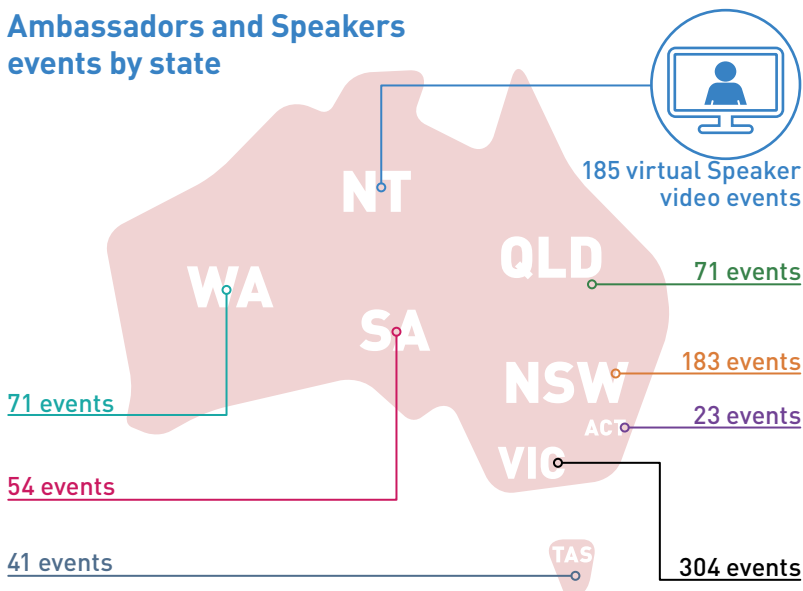 Ambassadors and Speakers
events by state
185 virtual Speaker
video events
NT
QLD
71 events
WA
SA
183 events
NSW
71 events
23 events
ACT
VIC
54 events
TAS
41 events
304 events